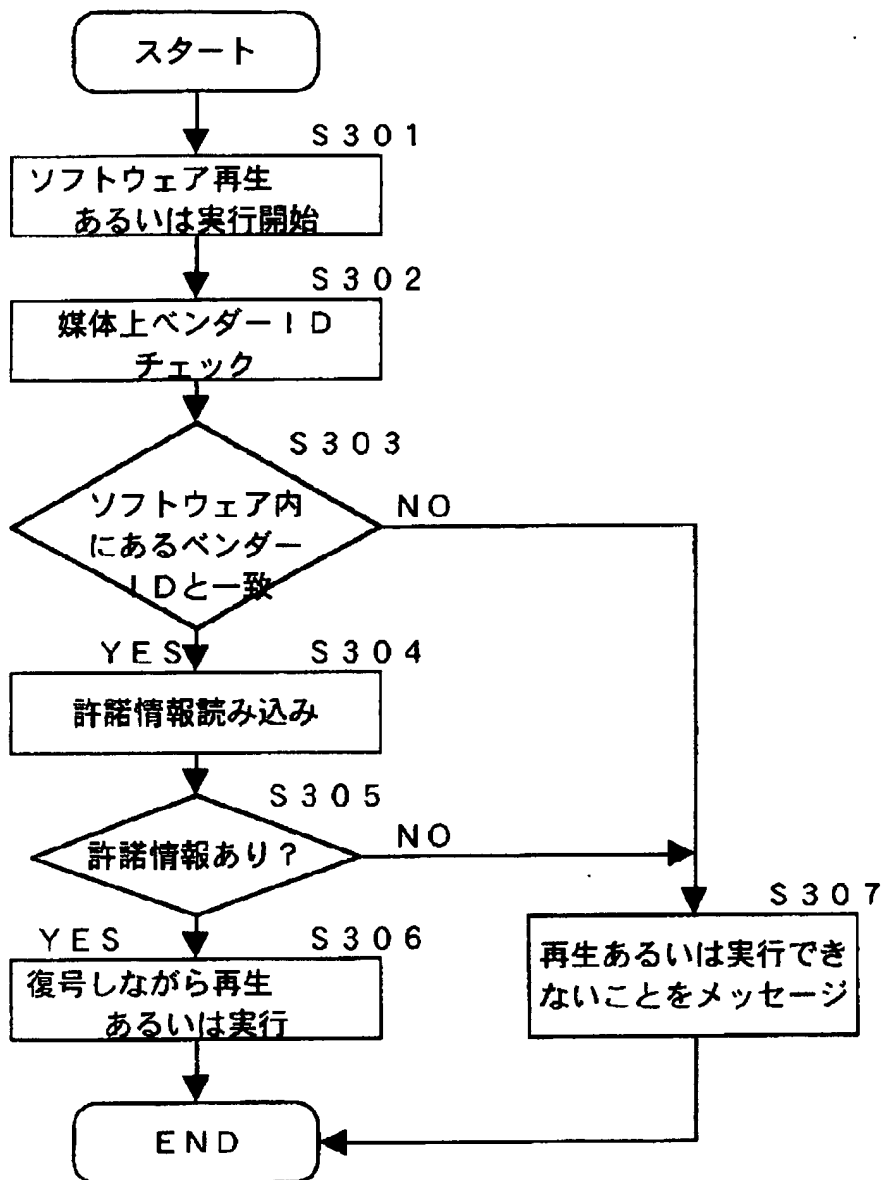 スタート
S301
ソフトウェア再生
あるいは実行開始
S302
媒体上ベンダーID
チェック
S303
ソフトウェア内
にあるベンダー
IDと一致
NO
YES
S304
許諾情報読み込み
S305
許諾情報あり?
NO
YES
S306
復号しながら再生
あるいは実行
S307
再生あるいは実行でき
ないことをメッセージ
END